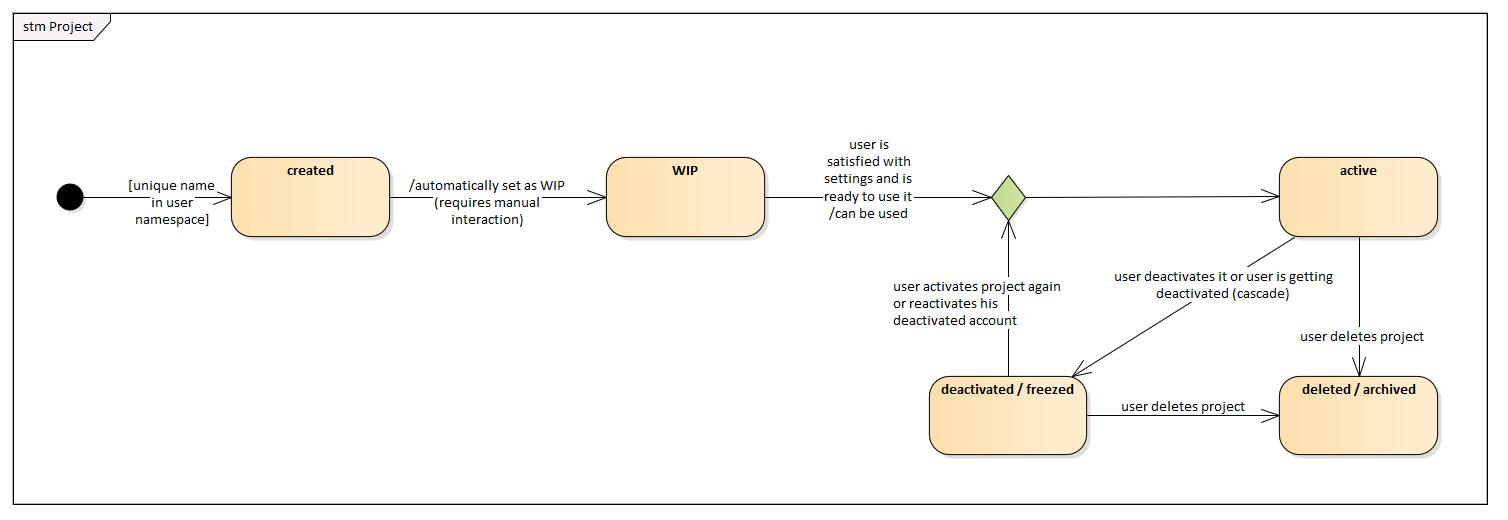 stm Project
[unique name
in user
namespace]
created
/automatically set as WIP
(requires manual
interaction)
WIP
user is
satisfied with
settings and is
ready to use it
/can be used
active
user activates project again
or reactivates his
deactivated account
user deactivates it or user is getting
deactivated (cascade)
user deletes project
deactivated / freezed
user deletes project
deleted / archived